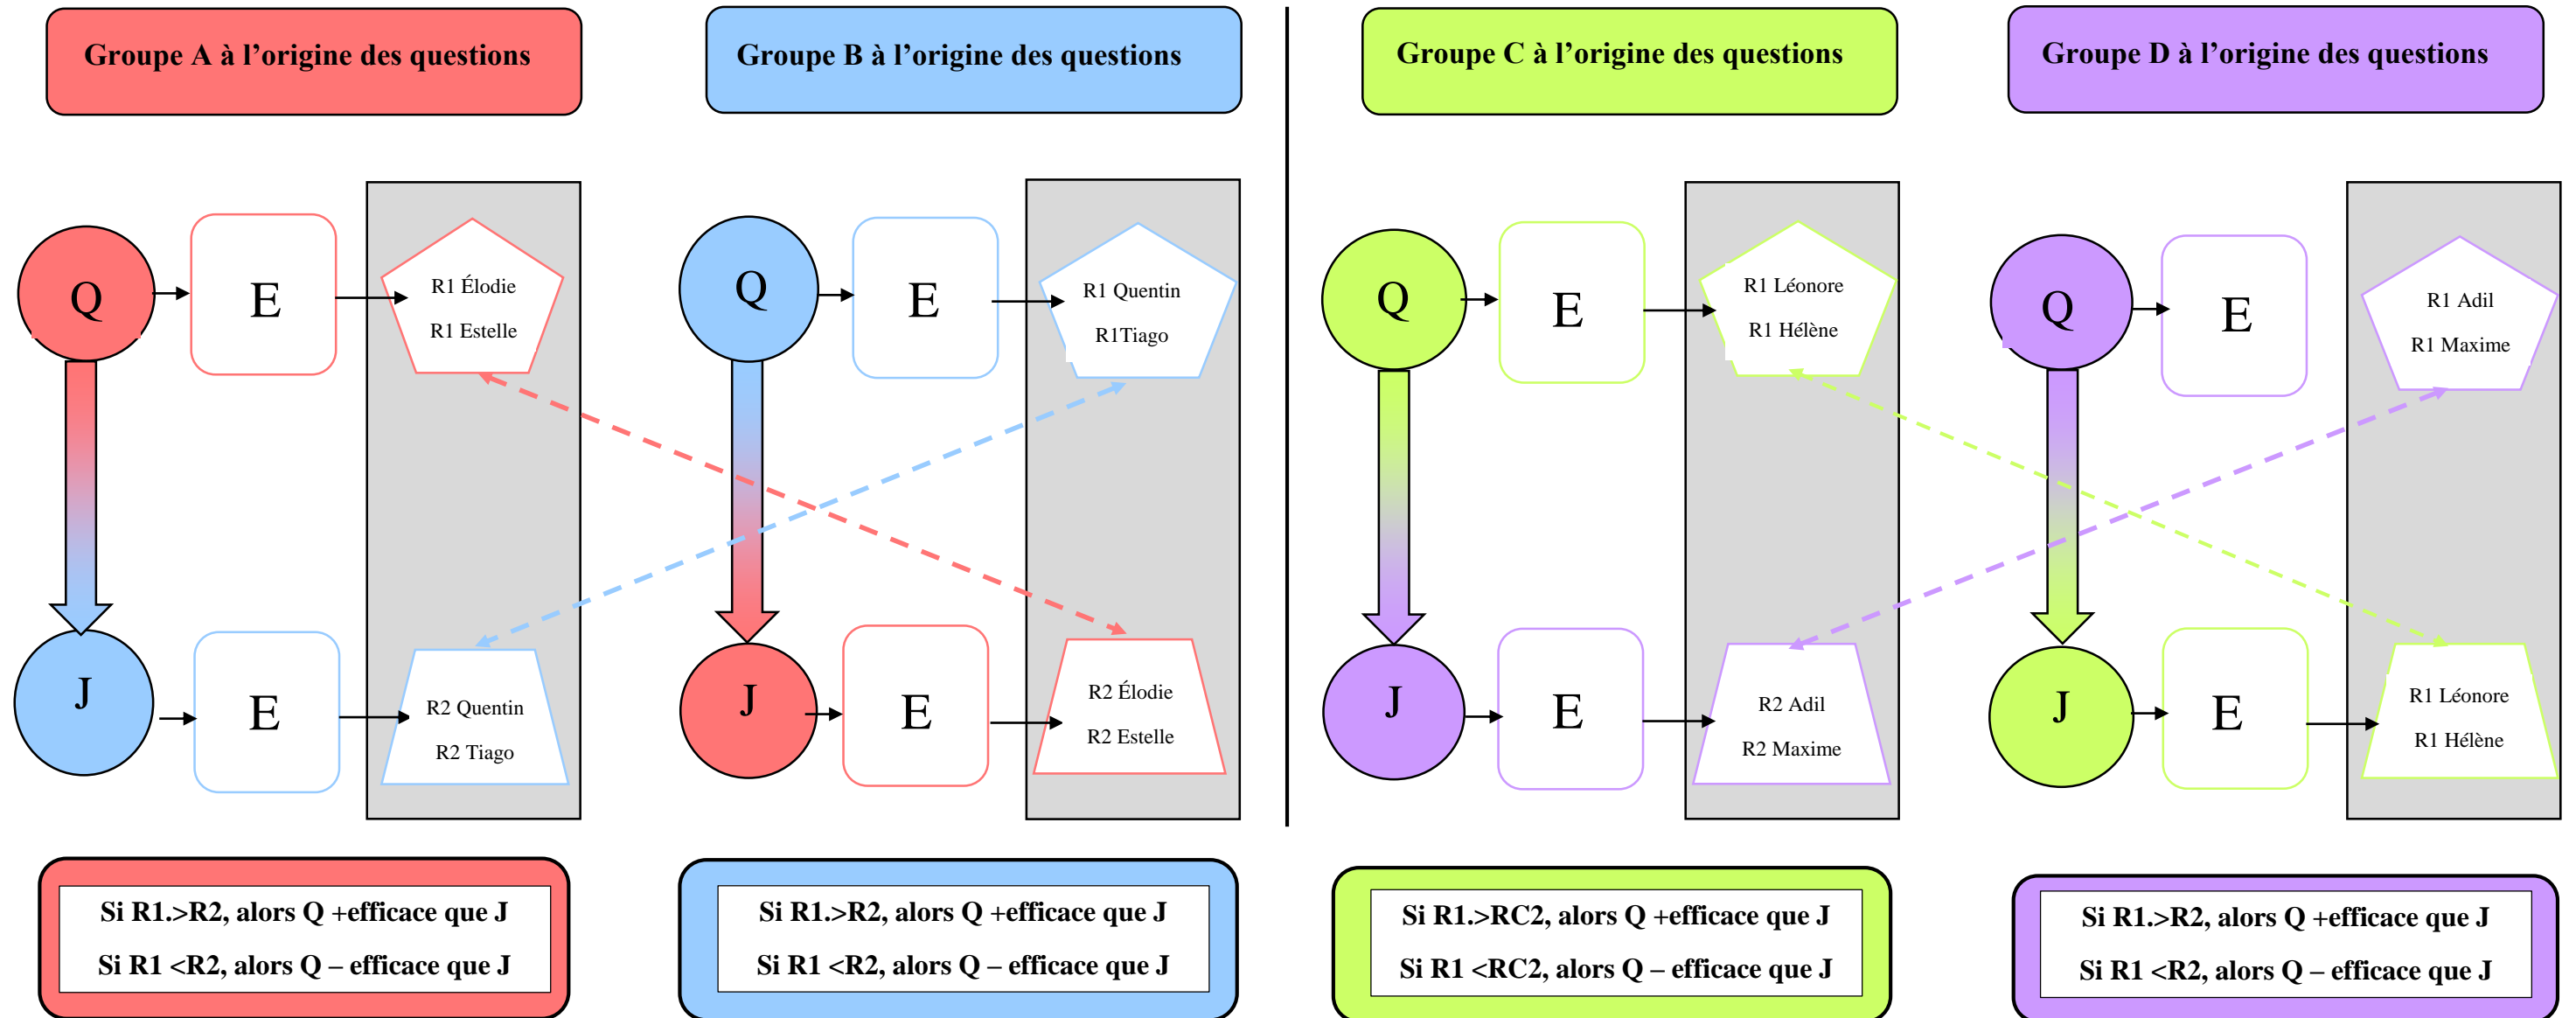 Groupe A à l’origine des questions
Groupe B à l’origine des questions
Groupe C à l’origine des questions
Groupe D à l’origine des questions
Q
E
R1 Élodie
R1 Estelle
Q
E
R1 Quentin
R1Tiago
Q
E
R1 Léonore
R1 Hélène
Q
E
R1 Adil
R1 Maxime
J
E
R2 Quentin
R2 Tiago
J
E
R2 Élodie
R2 Estelle
J
E
R2 Adil
R2 Maxime
J
E
R1 Léonore
R1 Hélène
Si R1.>R2, alors Q +efficace que J
Si R1 <R2, alors Q – efficace que J
Si R1.>R2, alors Q +efficace que J
Si R1 <R2, alors Q – efficace que J
Si R1.>RC2, alors Q +efficace que J
Si R1 <RC2, alors Q – efficace que J
Si R1.>R2, alors Q +efficace que J
Si R1 <R2, alors Q – efficace que J